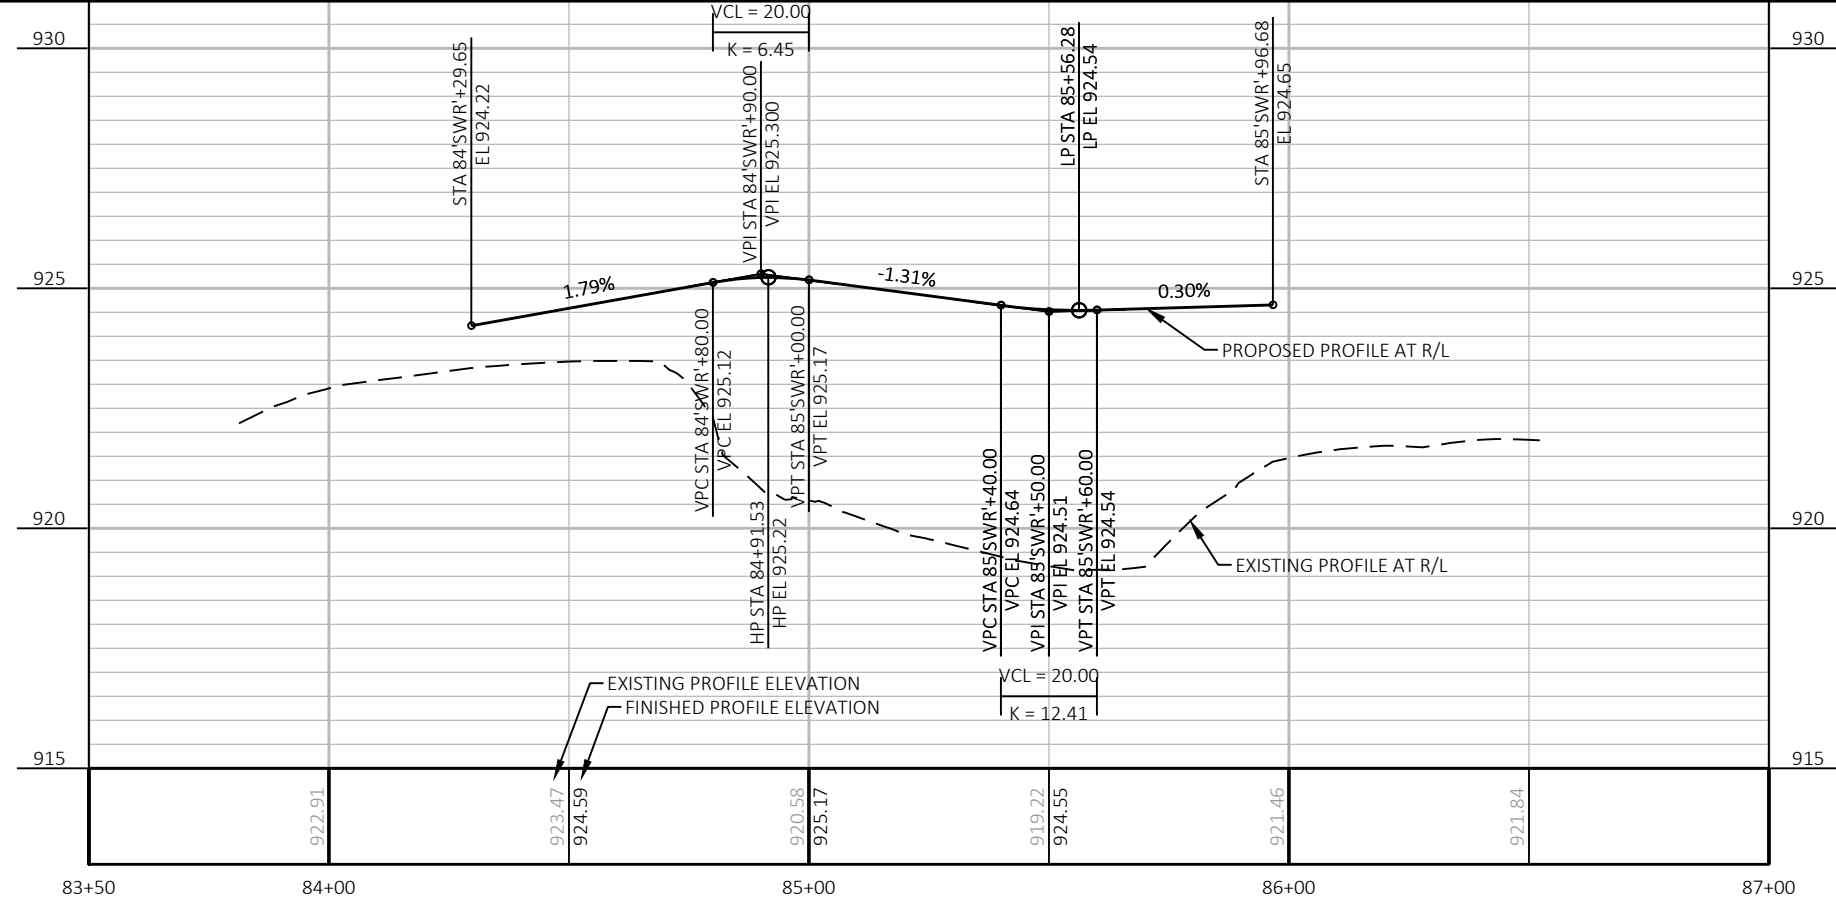 VCL = 20.00
K = 6.45
930
930
STA 84'SWR'+29.65
EL 924.22
VPI STA 84'SWR'+90.00
VPI EL 925.300
LP STA 85+56.28
LP EL 924.54
STA 85'SWR'+96.68
EL 924.65
925
925
1.79%
-1.31%
0.30%
PROPOSED PROFILE AT R/L
VPC STA 84'SWR'+80.00
VPC EL 925.12
HP STA 84+91.53
HP EL 925.22
VPT STA 85'SWR'+00.00
VPT EL 925.17
VPC STA 85'SWR'+40.00
VPC EL 924.64
VPI STA 85'SWR'+50.00
VPI EL 924.51
VPT STA 85'SWR'+60.00
VPT EL 924.54
920
920
EXISTING PROFILE AT R/L
VCL = 20.00
K = 12.41
EXISTING PROFILE ELEVATION
FINISHED PROFILE ELEVATION
915
915
922.91
923.47
924.59
920.58
925.17
919.22
924.55
921.46
921.84
83+50
84+00
85+00
86+00
87+00